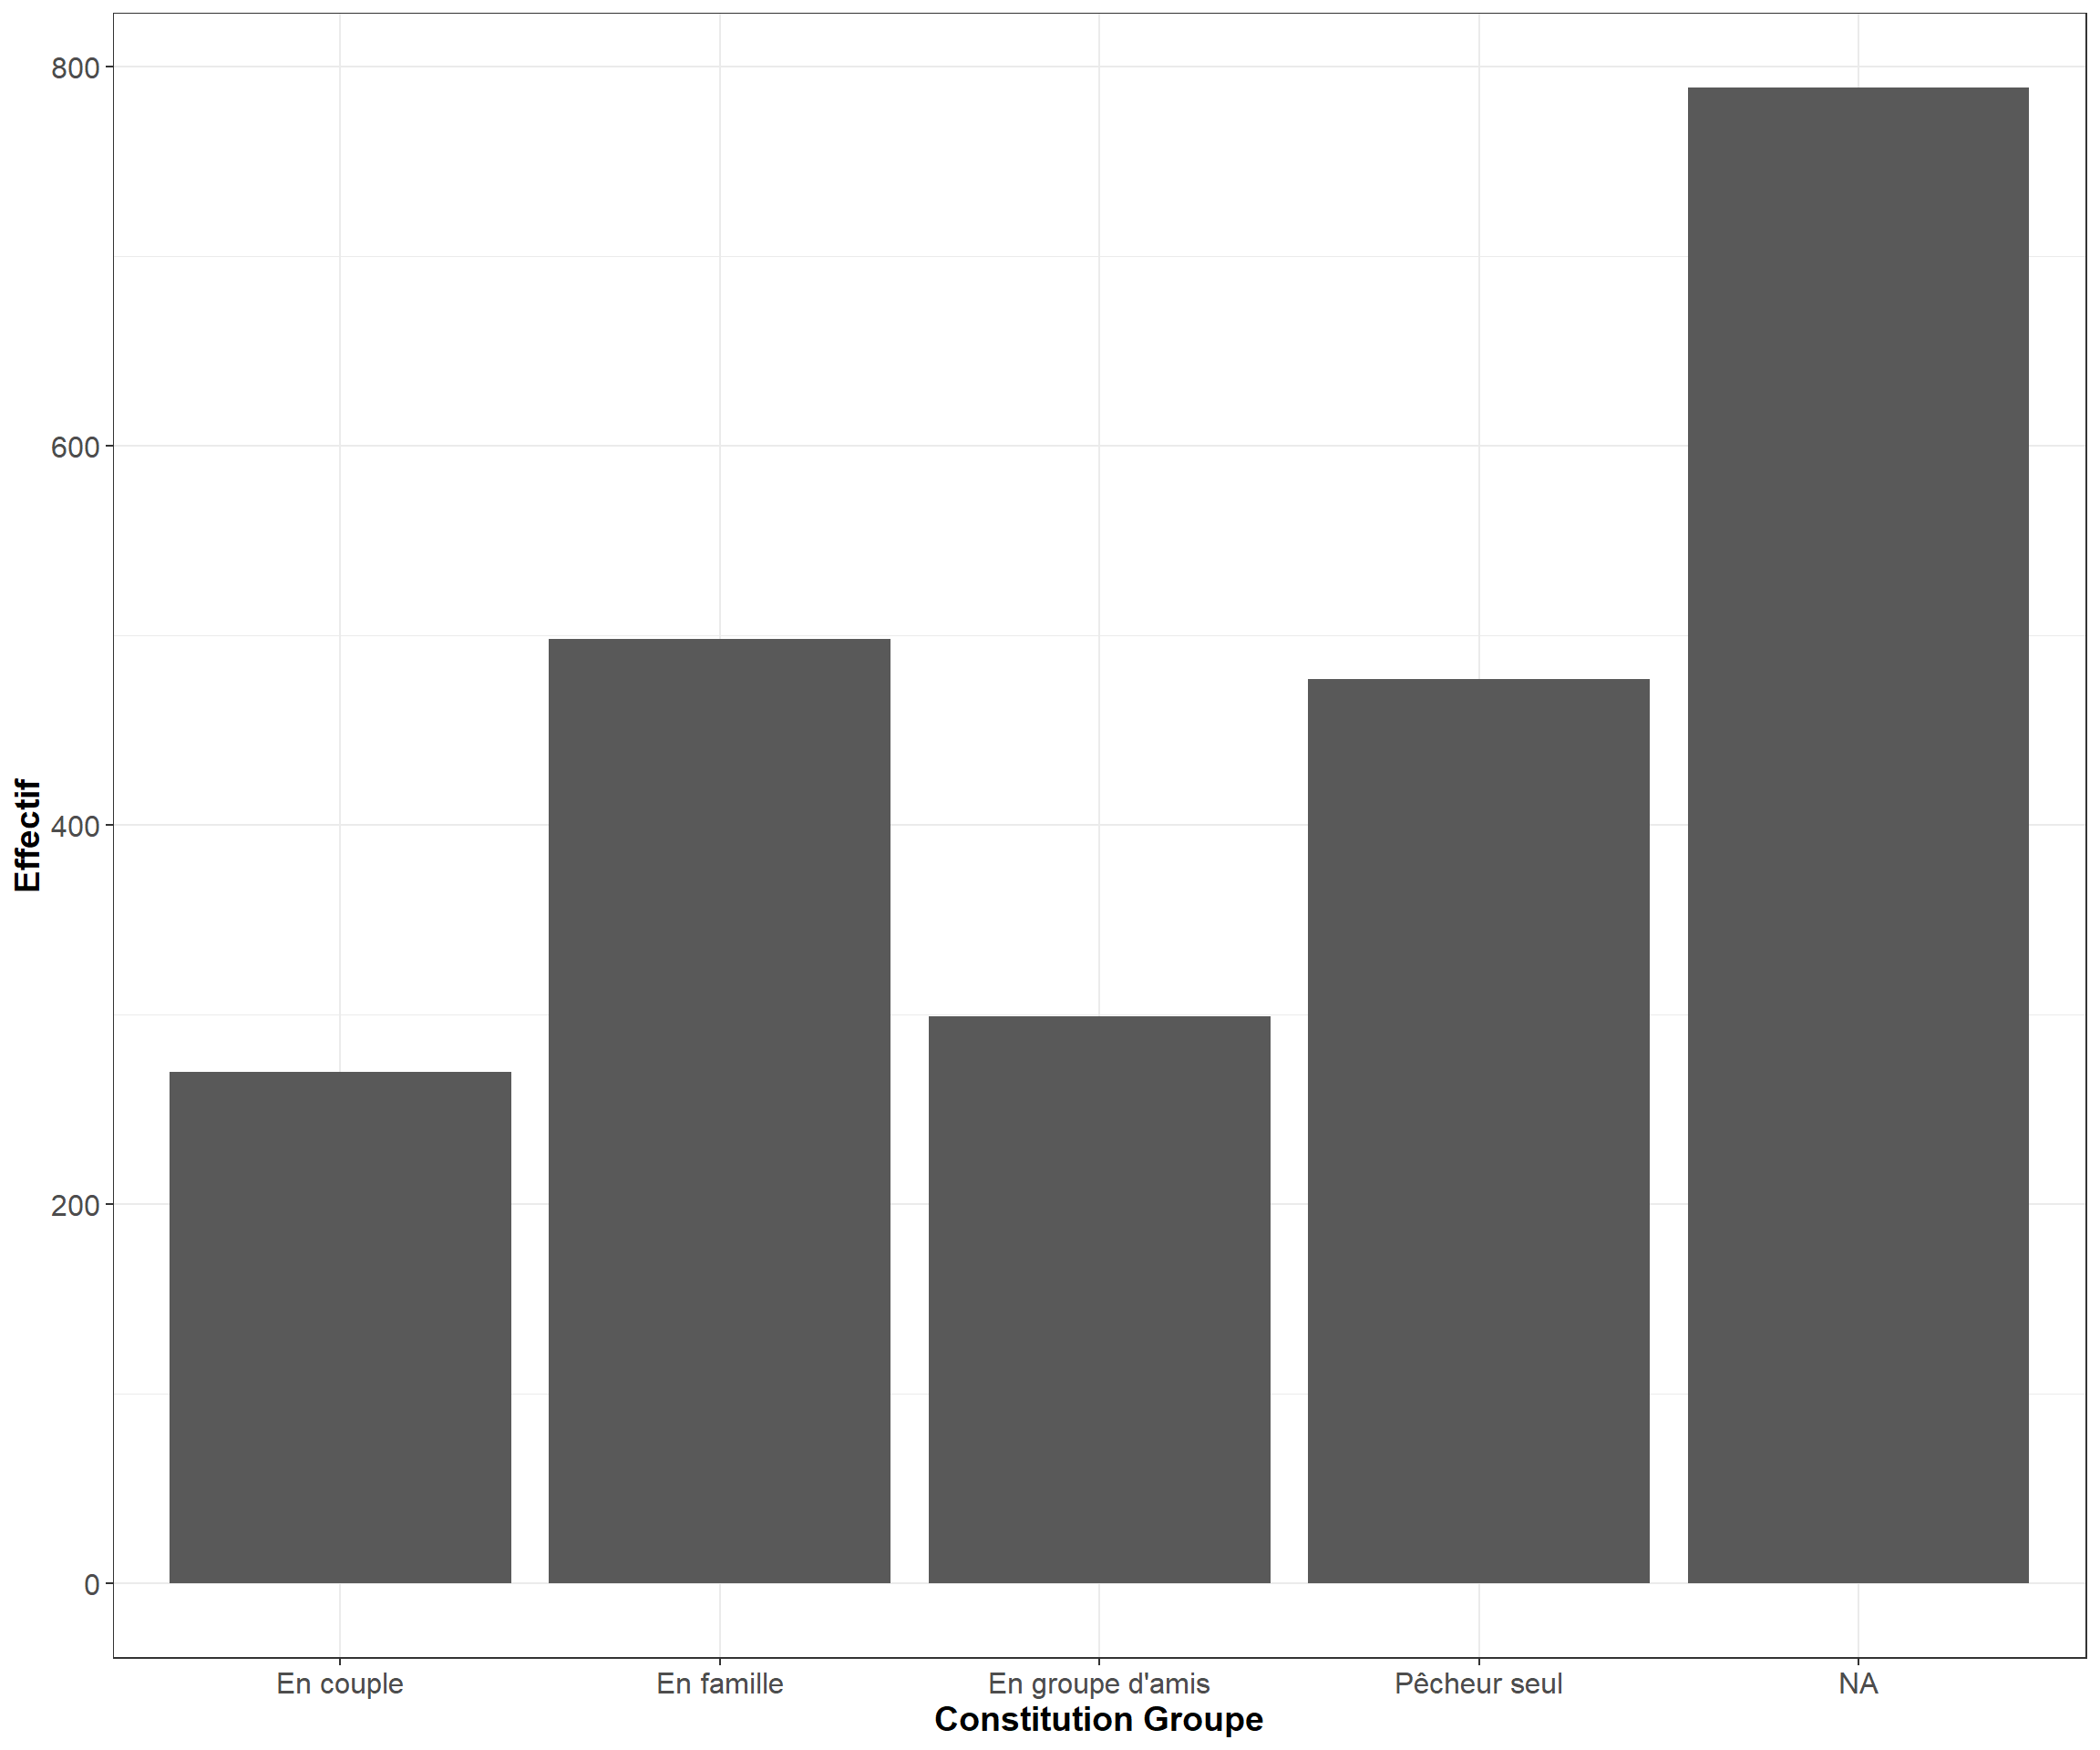 800
600
400
200
0
Effectif
En couple
En famille
En groupe d'amis
Pêcheur seul
NA
Constitution Groupe